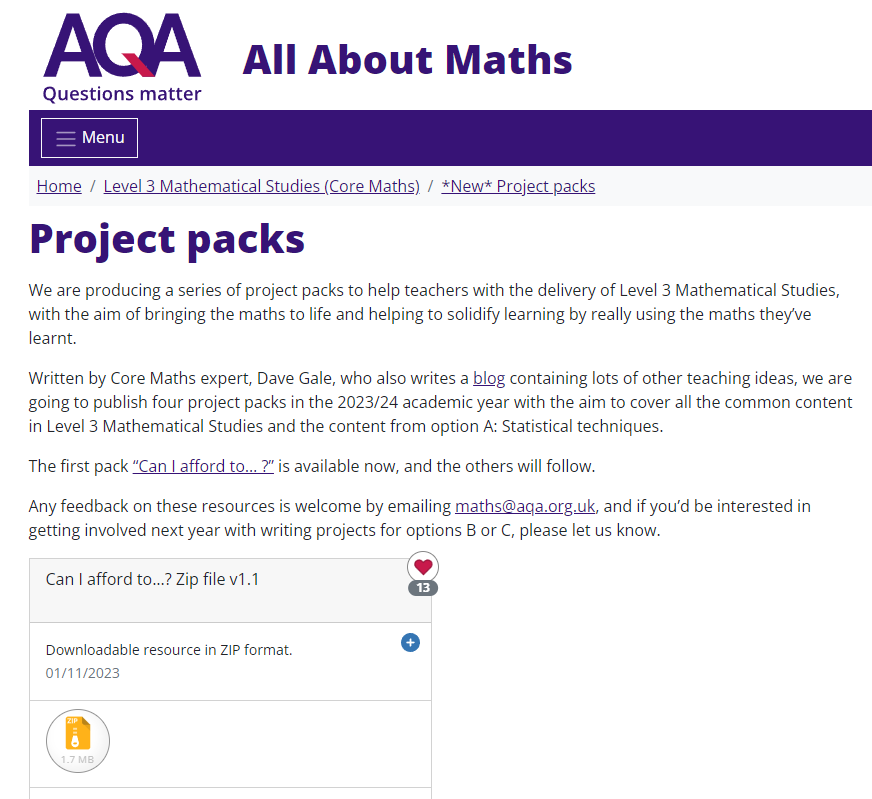 AQA
Questions matter
All About Maths
Menu
Home / Level 3 Mathematical Studies (Core Maths) / *New* Project packs
Project packs
We are producing a series of project packs to help teachers with the delivery of Level 3 Mathematical Studies,
with the aim of bringing the maths to life and helping to solidify learning by really using the maths they’ve
learnt.
Written by Core Maths expert, Dave Gale, who also writes a blog containing lots of other teaching ideas, we are
going to publish four project packs in the 2023/24 academic year with the aim to cover all the common content
in Level 3 Mathematical Studies and the content from option A: Statistical techniques.
The first pack “Can I afford to... ?” is available now, and the others will follow.
Any feedback on these resources is welcome by emailing maths@aqa.org.uk, and if you’d be interested in
getting involved next year with writing projects for options B or C, please let us know.
Can I afford to...? Zip file v1.1
13
Downloadable resource in ZIP format.
01/11/2023
ZIP
1.7 MB